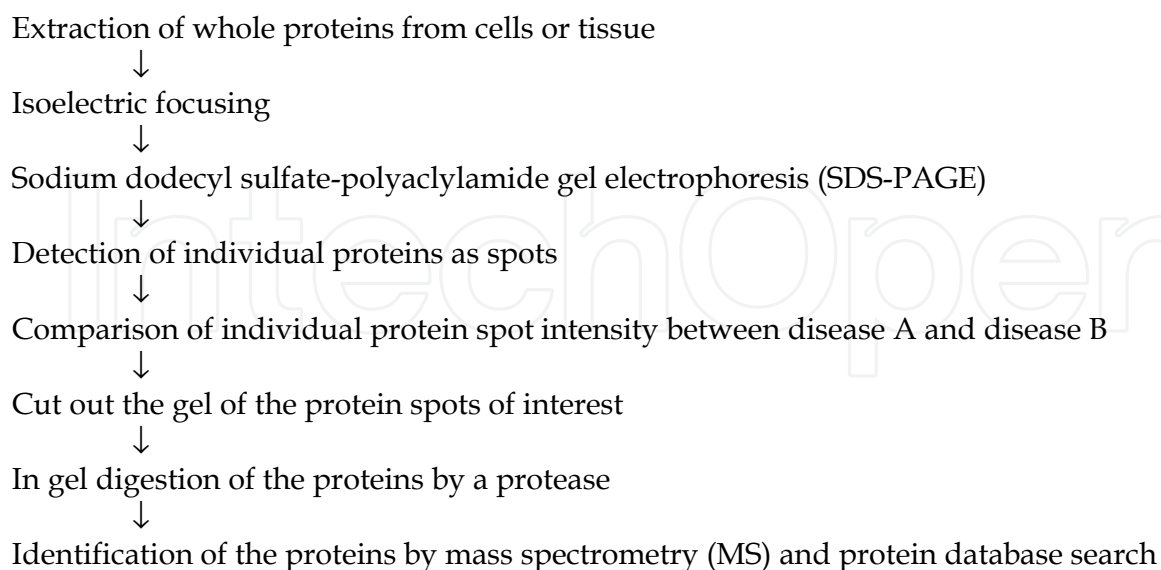 Extraction of whole proteins from cells or tissue
↓
Isoelectric focusing
↓
Sodium dodecyl sulfate-polyaclylamide gel electrophoresis (SDS-PAGE)
↓
Detection of individual proteins as spots
↓
Comparison of individual protein spot intensity between disease A and disease B
↓
Cut out the gel of the protein spots of interest
↓
In gel digestion of the proteins by a protease
↓
Identification of the proteins by mass spectrometry (MS) and protein database search
IntechOpen